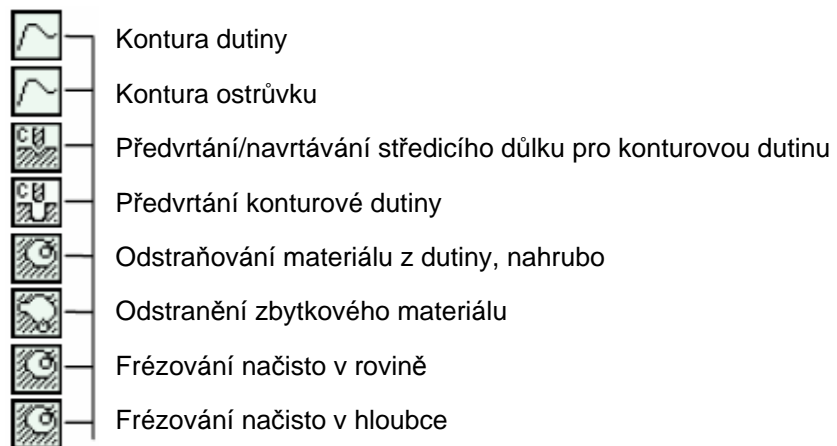 Kontura dutiny
Kontura ostrůvku
C
Předvrtání/navrtávání středicího důlku pro konturovou dutinu
C
Předvrtání konturové dutiny
Odstraňování materiálu z dutiny, nahrubo
Odstranění zbytkového materiálu
Frézování načisto v rovině
Frézování načisto v hloubce